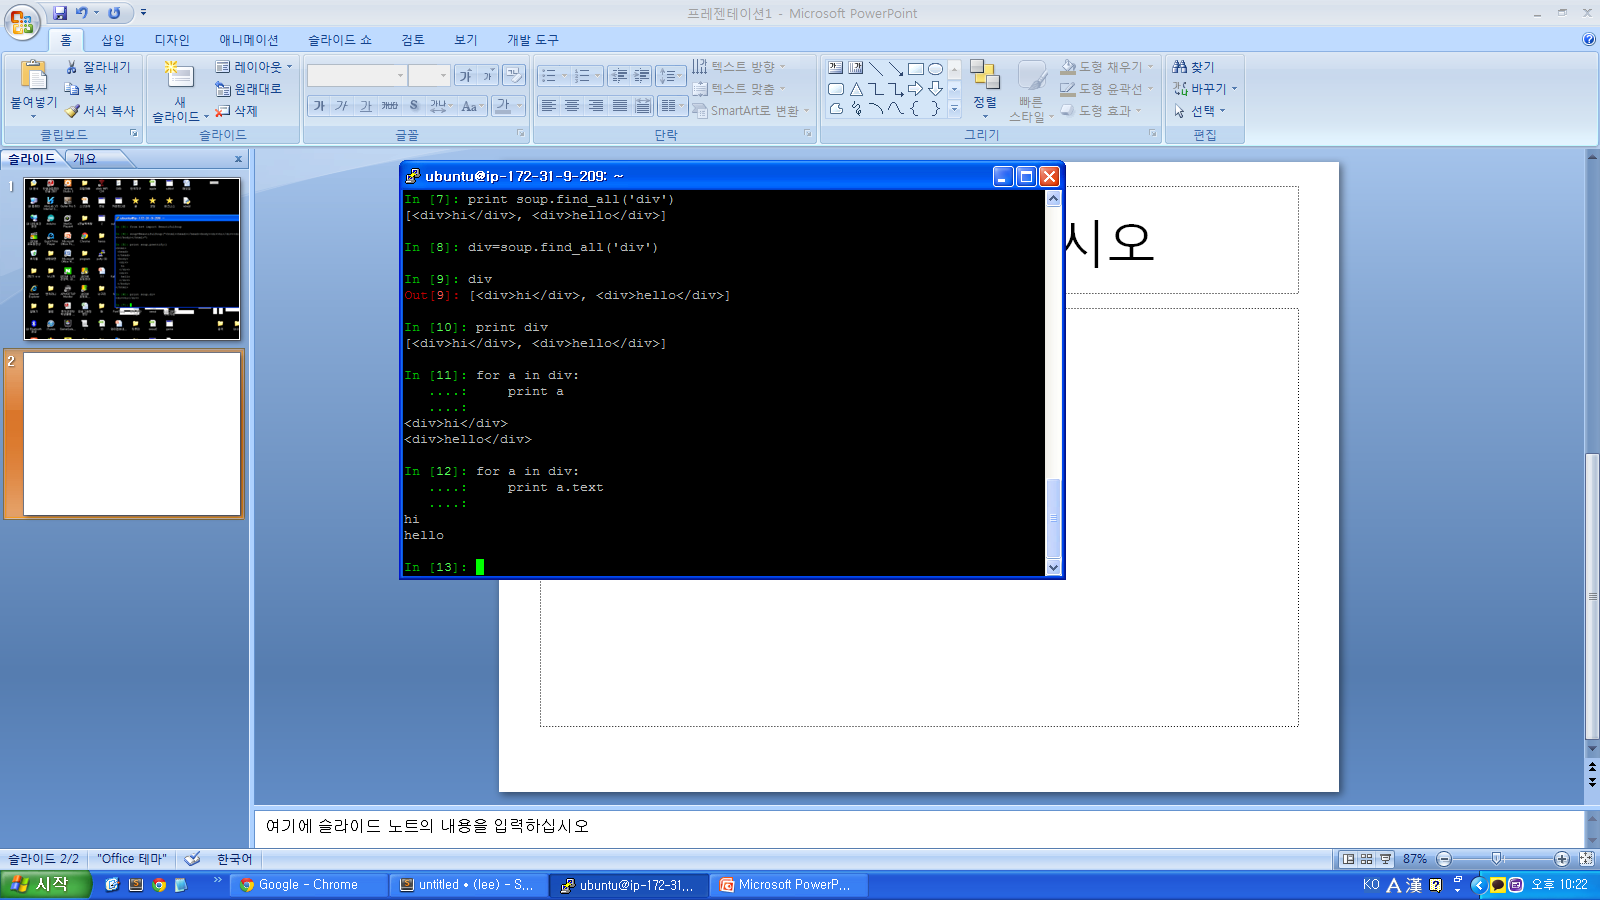 프레젠테이션1 - Microsoft PowerPoint
홈 삽입 디자인 애니메이션 슬라이드 쇼 검토 보기 개발 도구
붙여넣기 잘라내기 복사 서식 복사
클립보드
새 슬라이드 레이아웃 원래대로 삭제
슬라이드
가 가 가 가 간나 Aa 가
글꼴
텍스트 방향
텍스트 맞춤
SmartArt로 변환
단락
정렬 빠른 스타일 도형 채우기 도형 윤곽선 도형 효과
그리기
찾기
바꾸기
선택
편집
슬라이드 개요 x
1
2
ubuntu@ip-172-31-9-209: ~
In [7]: print soup.find_all('div')
[<div>hi</div>, <div>hello</div>]
In [8]: div=soup.find_all('div')
In [9]: div
Out[9]: [<div>hi</div>, <div>hello</div>]
In [10]: print div
[<div>hi</div>, <div>hello</div>]
In [11]: for a in div:
....:     print a
....:
<div>hi</div>
<div>hello</div>
In [12]: for a in div:
....:     print a.text
....:
hi
hello
In [13]:
시오
여기에 슬라이드 노트의 내용을 입력하십시오
슬라이드 2/2 "Office 테마" 한국어 87%
시작 Google - Chrome untitled • (lee) - S... ubuntu@ip-172-31... Microsoft PowerP... KO A 漢 오후 10:22